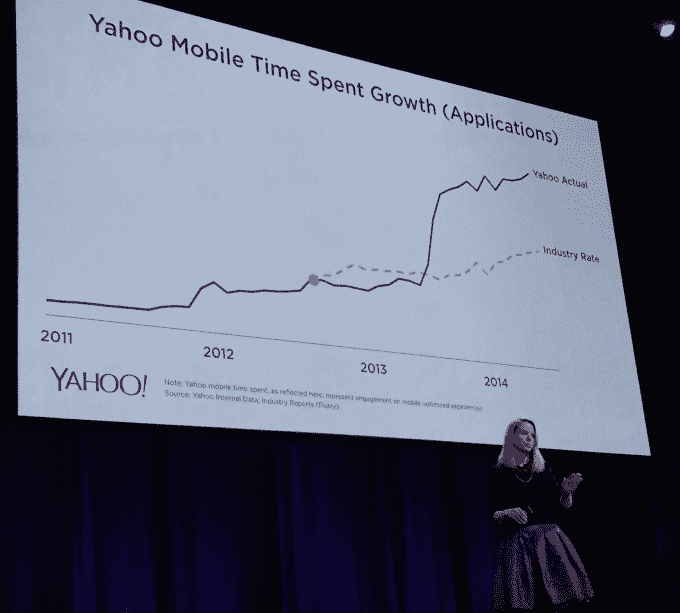 Yahoo Mobile Time Spent Growth (Applications)
Yahoo Actual
Industry Rate
2011
2012
2013
2014
YAHOO!
Note: Yahoo mobile time spent, as reflected here, represent engagement on mobile optimized experiences
Source: Yahoo Internal Data, Industry Reports (Flurry)